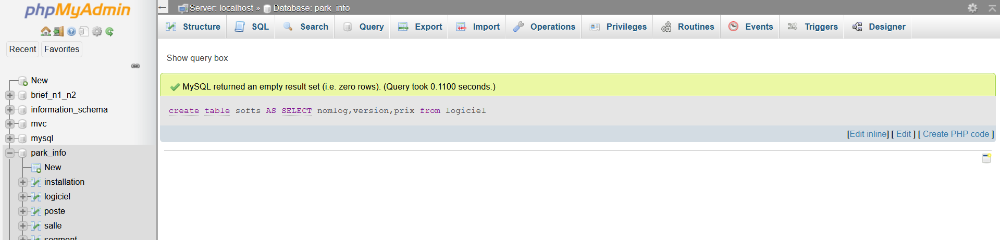 phpMyAdmin
Recent Favorites
New
brief_n1_n2
information_schema
mvc
mysql
park_info
New
installation
logiciel
poste
salle
segment
Server: localhost » Database: park_info
Structure SQL Search Query Export Import Operations Privileges Routines Events Triggers Designer
Show query box
MySQL returned an empty result set (i.e. zero rows). (Query took 0.1100 seconds.)
create table softs AS SELECT nomlog,version,prix from logiciel
[Edit inline] [ Edit ] [ Create PHP code ]